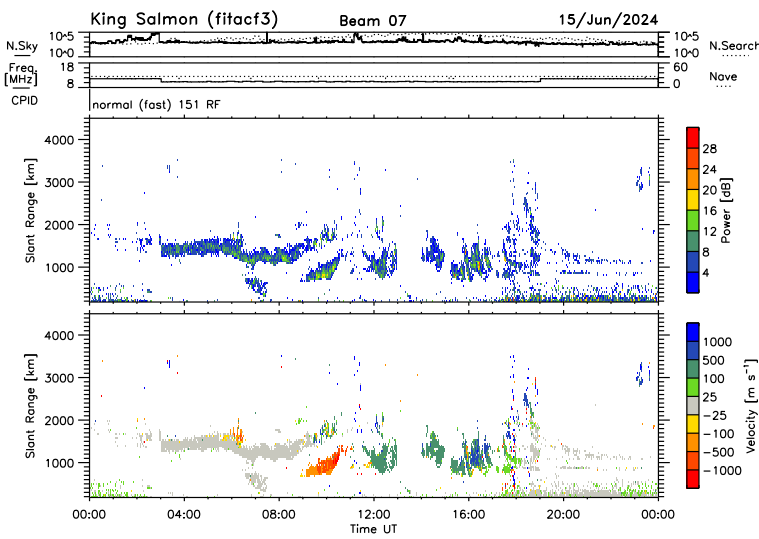 King Salmon (fitacf3) Beam 07 15/Jun/2024
N.Sky 10^5 10^0 10^5 10^0 N.Search
Freq. [MHz] 18 8 60 0 Nave
CPID normal (fast) 151 RF
Slant Range [km] 4000 3000 2000 1000
Power [dB] 28 24 20 16 12 8 4
Slant Range [km] 4000 3000 2000 1000
Velocity [m s^-1] 1000 500 100 25 -25 -100 -500 -1000
00:00 04:00 08:00 12:00 16:00 20:00 00:00
Time UT